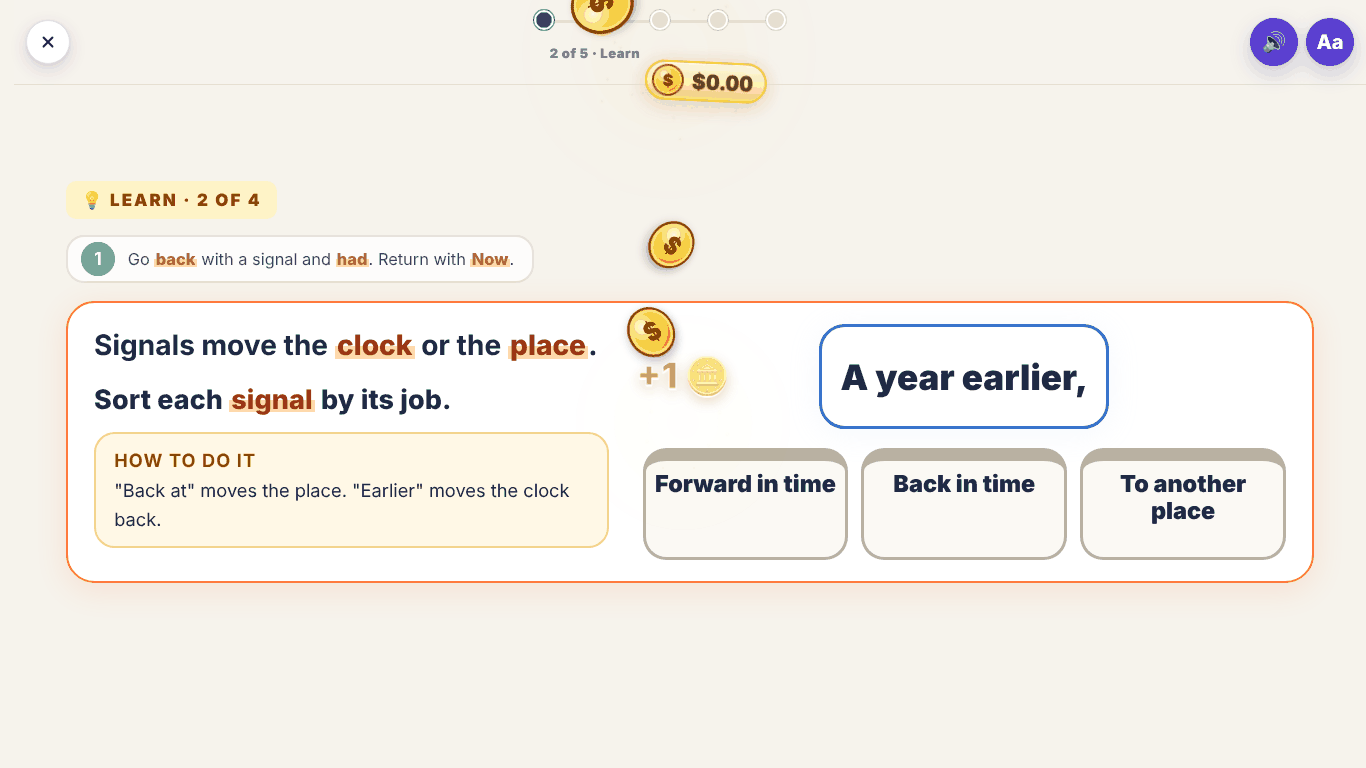 2 of 5 · Learn
Aa
$ $0.00
💡 LEARN · 2 OF 4
1 Go back with a signal and had. Return with Now.
Signals move the clock or the place.
Sort each signal by its job.
HOW TO DO IT
"Back at" moves the place. "Earlier" moves the clock
back.
$
$
$
+1
A year earlier,
Forward in time
Back in time
To another
place